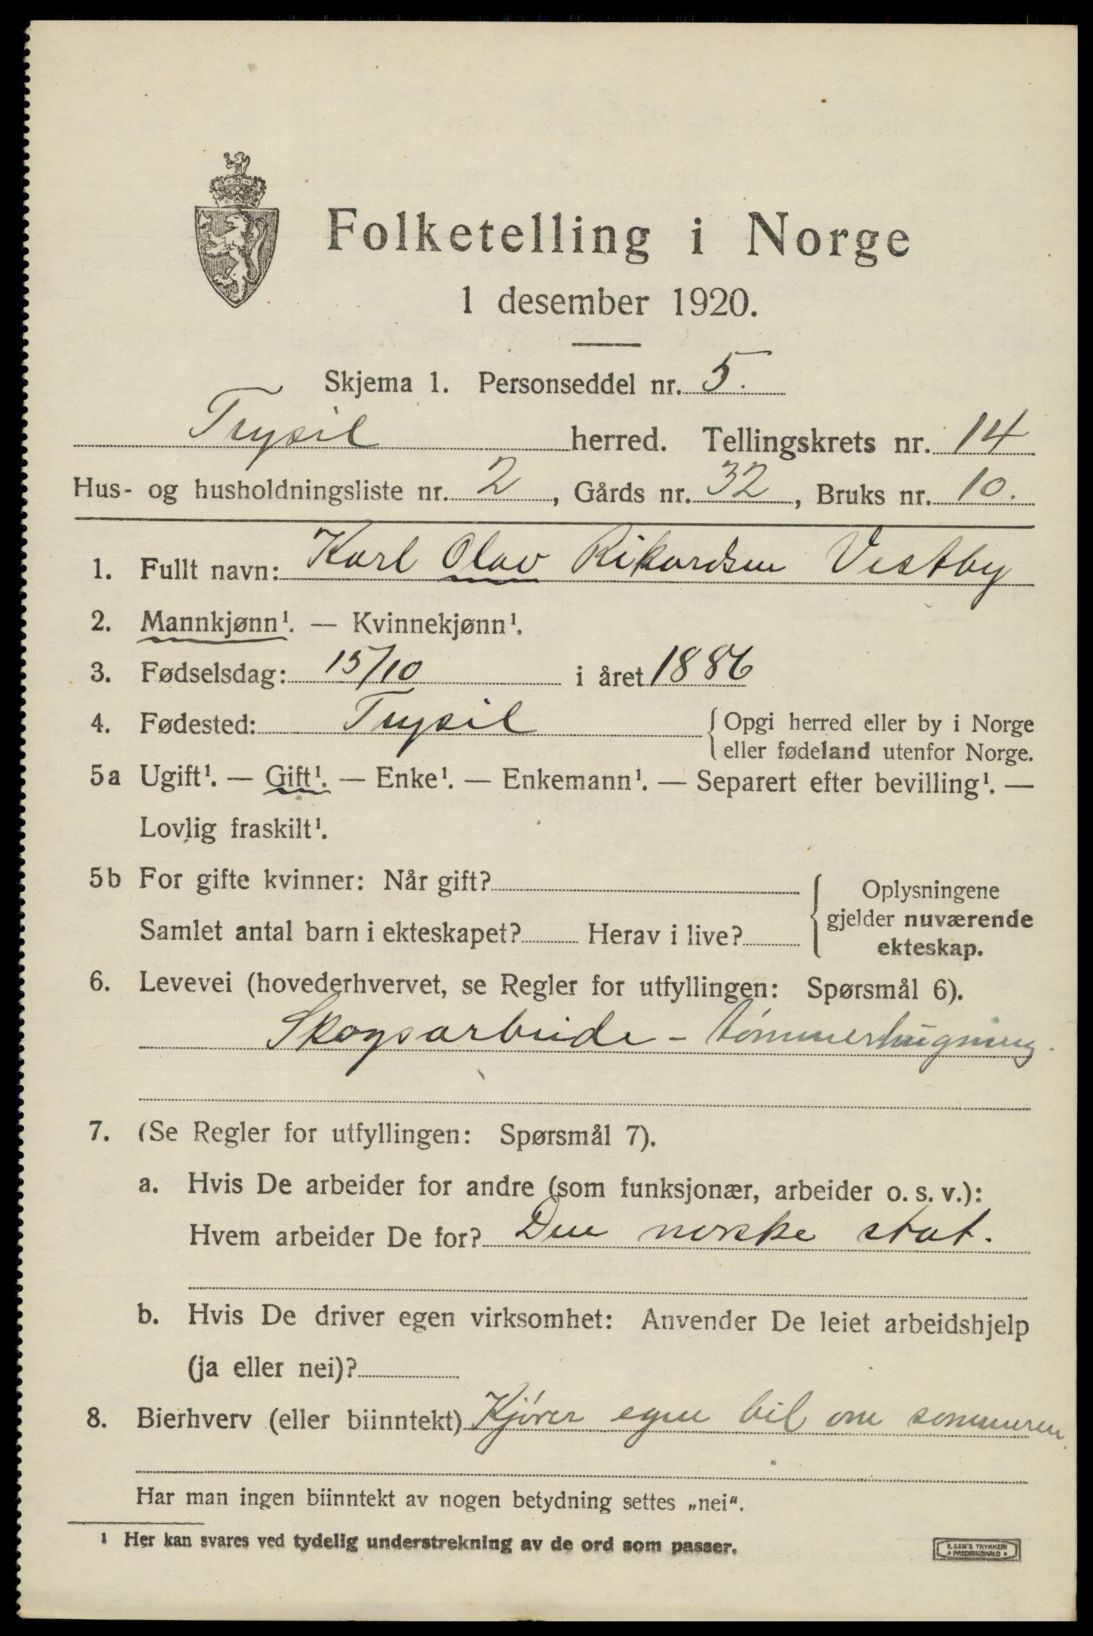 Folketelling i Norge
1 desember 1920.
Skjema 1. Personseddel nr. 5.
Trysil herred. Tellingskrets nr. 14
Hus- og husholdningsliste nr. 2, Gårds nr. 32, Bruks nr. 10.
1. Fullt navn: Karl Olav Rikardsen Vestby
2. Mannkjønn¹. — Kvinnekjønn¹.
3. Fødselsdag: 15/10 i året 1886
4. Fødested: Trysil {Opgi herred eller by i Norge
eller fødeland utenfor Norge.
5a Ugift¹. — Gift¹. — Enke¹. — Enkemann¹. — Separert efter bevilling¹. —
Lovlig fraskilt¹.
5b For gifte kvinner: Når gift?
Samlet antal barn i ekteskapet? Herav i live?
Oplysningene
gjelder nuværende
ekteskap.
6. Levevei (hovederhvervet, se Regler for utfyllingen: Spørsmål 6).
Skogsarbeide - tømmerhugning.
7. (Se Regler for utfyllingen: Spørsmål 7).
a. Hvis De arbeider for andre (som funksjonær, arbeider o. s. v.):
Hvem arbeider De for? Den norske stat.
b. Hvis De driver egen virksomhet: Anvender De leiet arbeidshjelp
(ja eller nei)?
8. Bierhverv (eller biinntekt) Kjører egen bil om sommeren.
Har man ingen biinntekt av nogen betydning settes „nei".
¹ Her kan svares ved tydelig understrekning av de ord som passer.
E. SEM'S TRYKKERI
FREDRIKSHALD